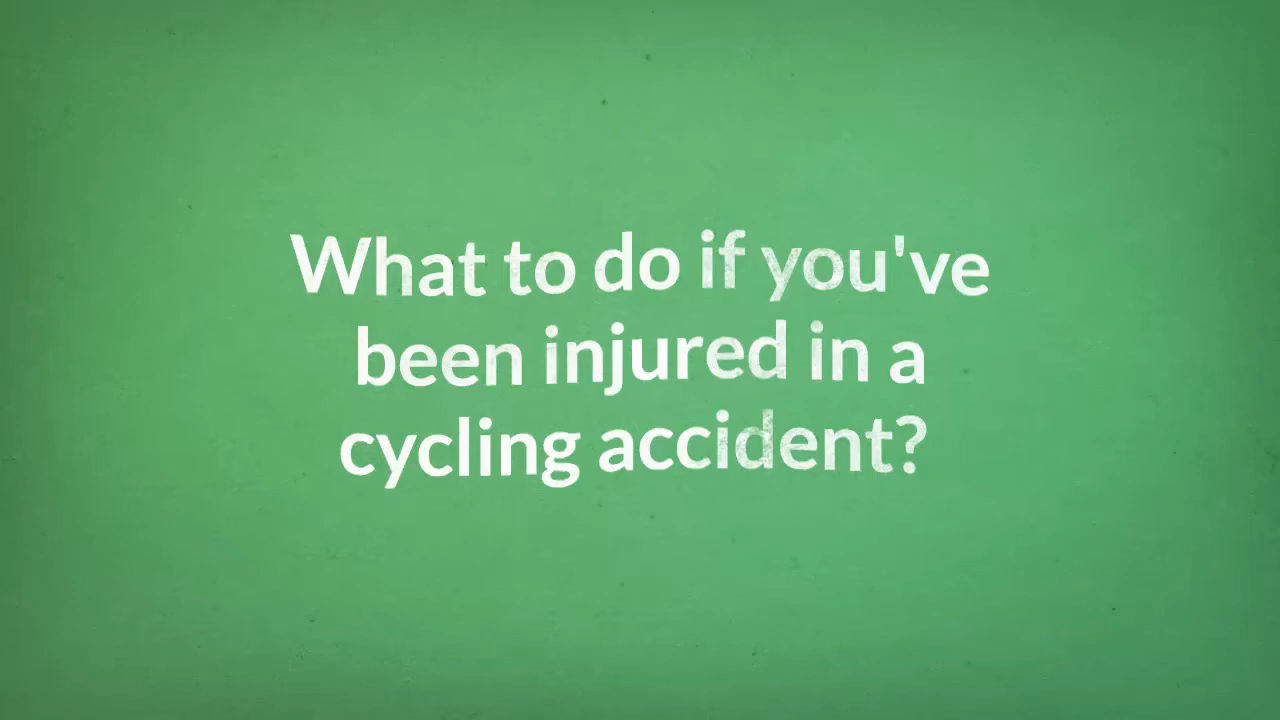 What to do if you've
been injured in a
cycling accident?